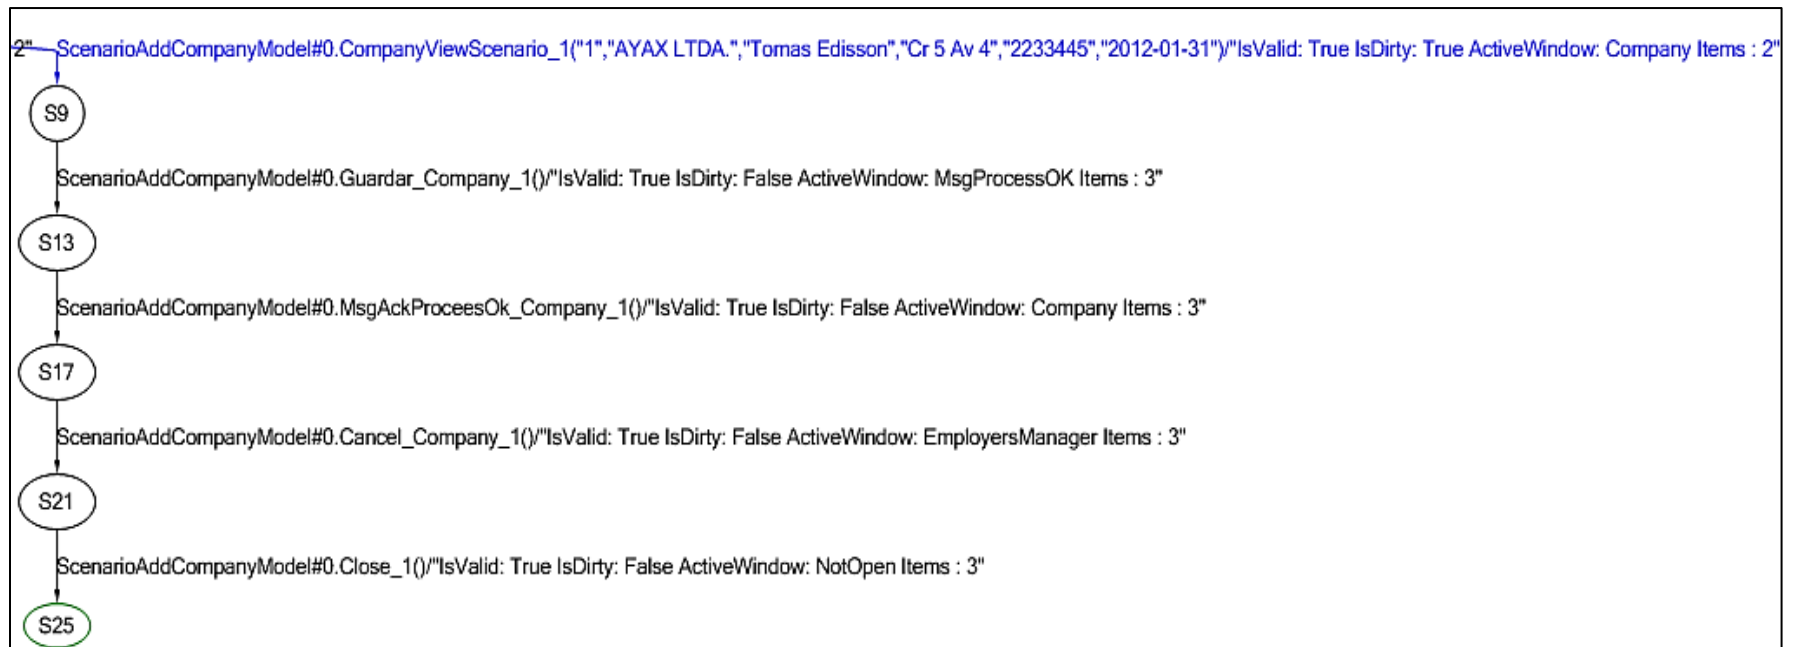 2" ScenarioAddCompanyModel#0.CompanyViewScenario_1("1","AYAX LTDA.","Tomas Edisson","Cr 5 Av 4","2233445","2012-01-31")/"IsValid: True IsDirty: True ActiveWindow: Company Items : 2"
S9
ScenarioAddCompanyModel#0.Guardar_Company_1()/"IsValid: True IsDirty: False ActiveWindow: MsgProcessOK Items : 3"
S13
ScenarioAddCompanyModel#0.MsgAckProceesOk_Company_1()/"IsValid: True IsDirty: False ActiveWindow: Company Items : 3"
S17
ScenarioAddCompanyModel#0.Cancel_Company_1()/"IsValid: True IsDirty: False ActiveWindow: EmployersManager Items : 3"
S21
ScenarioAddCompanyModel#0.Close_1()/"IsValid: True IsDirty: False ActiveWindow: NotOpen Items : 3"
S25